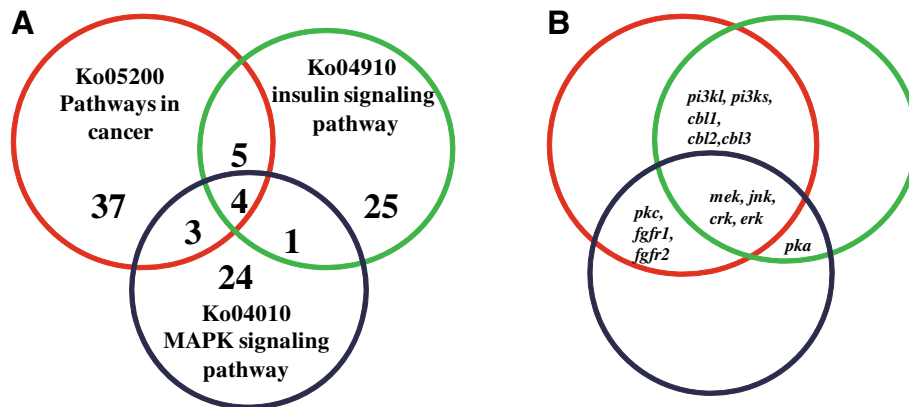 A
Ko05200
Pathways in
cancer
Ko04910
insulin signaling
pathway
5
37
4
25
3
1
24
Ko04010
MAPK signaling
pathway
B
pi3kl, pi3ks,
cbl1,
cbl2,cbl3
mek, jnk,
crk, erk
pkc,
fgfr1,
fgfr2
pka